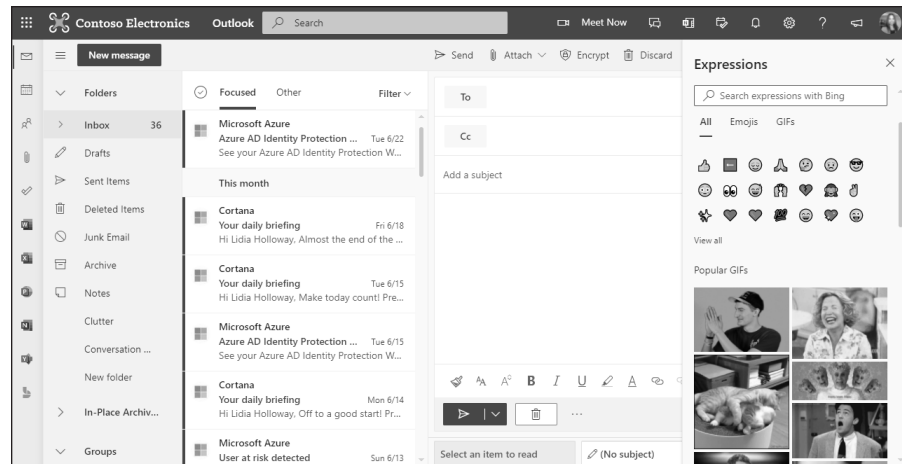 Contoso Electronics
Outlook
Search
Meet Now
New message
Send
Attach
Encrypt
Discard
Folders
Inbox 36
Drafts
Sent Items
Deleted Items
Junk Email
Archive
Notes
Clutter
Conversation ...
New folder
In-Place Archiv...
Groups
Focused
Other
Filter
Microsoft Azure
Azure AD Identity Protection ... Tue 6/22
See your Azure AD Identity Protection W...
This month
Cortana
Your daily briefing Fri 6/18
Hi Lidia Holloway, Almost the end of the ...
Cortana
Your daily briefing Tue 6/15
Hi Lidia Holloway, Make today count! Pre...
Microsoft Azure
Azure AD Identity Protection ... Tue 6/15
See your Azure AD Identity Protection W...
Cortana
Your daily briefing Mon 6/14
Hi Lidia Holloway, Off to a good start! Pr...
Microsoft Azure
User at risk detected Sun 6/13
To
Cc
Add a subject
B I U A
...
Select an item to read
(No subject)
Expressions
Search expressions with Bing
All
Emojis
GIFs
View all
Popular GIFs